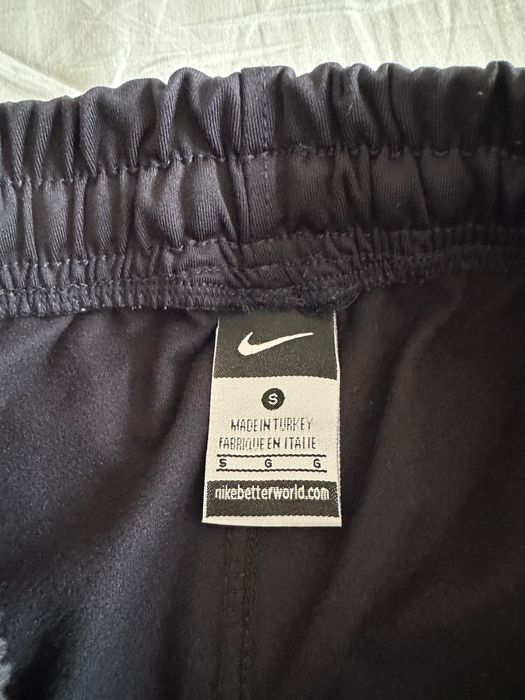 S
MADE IN TURKEY
FABRIQUE EN ITALIE
S G G
nikebetterworld.com